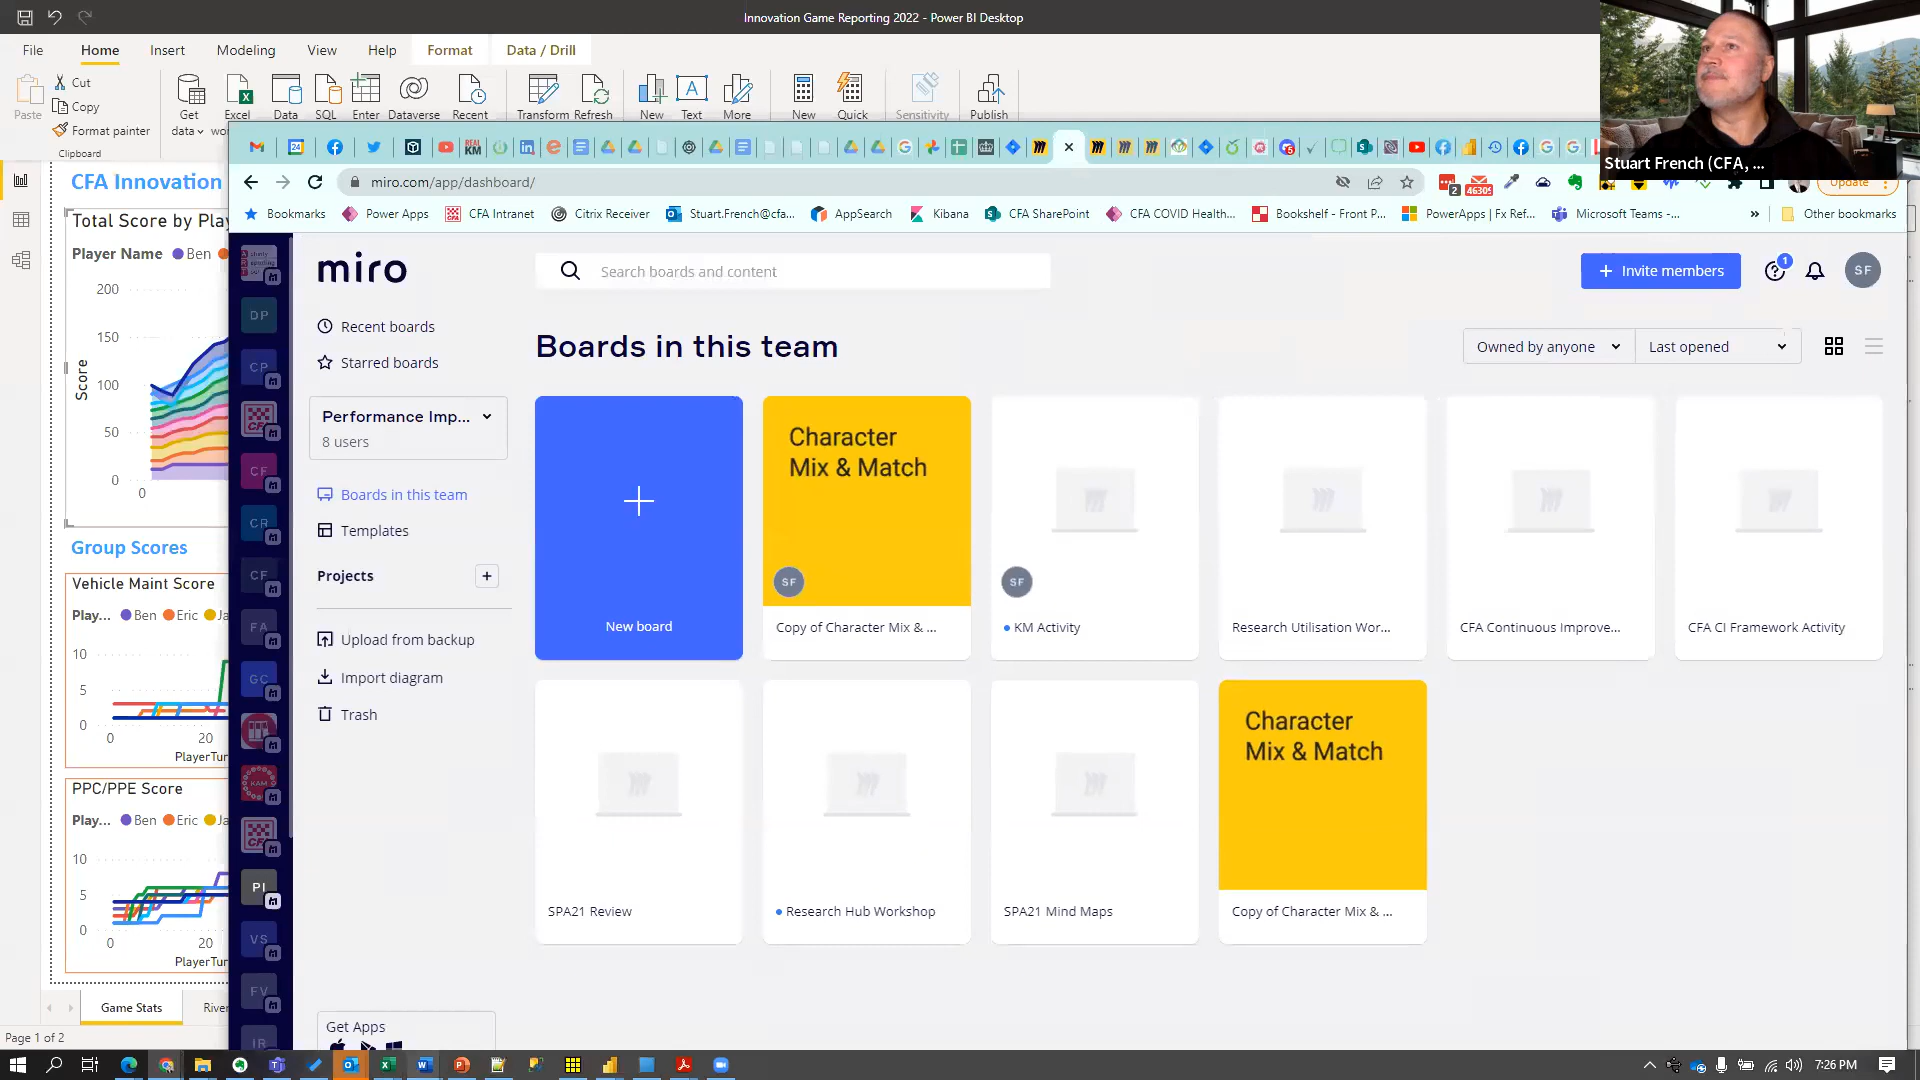 Innovation Game Reporting 2022 - Power BI Desktop
File Home Insert Modeling View Help Format Data / Drill
Paste
Cut
Copy
Format painter
Clipboard
Get data
Excel
Data
SQL
Enter
Dataverse
Recent
Transform
Refresh
New
Text
More
New
Quick
Sensitivity
Publish
Stuart French (CFA, ...
miro.com/app/dashboard/
Update
Bookmarks
Power Apps
CFA Intranet
Citrix Receiver
Stuart.French@cfa...
AppSearch
Kibana
CFA SharePoint
CFA COVID Health...
Bookshelf - Front P...
PowerApps | Fx Ref...
Microsoft Teams -...
»
Other bookmarks
CFA Innovation
Total Score by Play
Player Name Ben
200
150
100
50
0
0
Score
Group Scores
Vehicle Maint Score
Play... Ben Eric Ja
10
5
0
0 20
PlayerTur
PPC/PPE Score
Play... Ben Eric Ja
10
5
0
0 20
PlayerTur
Game Stats
River
Page 1 of 2
DP
CP
CF
CR
CF
FA
GC
KAM
PI
VS
FV
IR
miro
Search boards and content
+ Invite members
1
SF
Recent boards
Starred boards
Performance Imp...
8 users
Boards in this team
Templates
Projects
+
Upload from backup
Import diagram
Trash
Get Apps
Boards in this team
Owned by anyone
Last opened
New board
Character
Mix & Match
SF
Copy of Character Mix & ...
SF
KM Activity
Research Utilisation Wor...
CFA Continuous Improve...
CFA CI Framework Activity
SPA21 Review
Research Hub Workshop
SPA21 Mind Maps
Character
Mix & Match
Copy of Character Mix & ...
7:26 PM